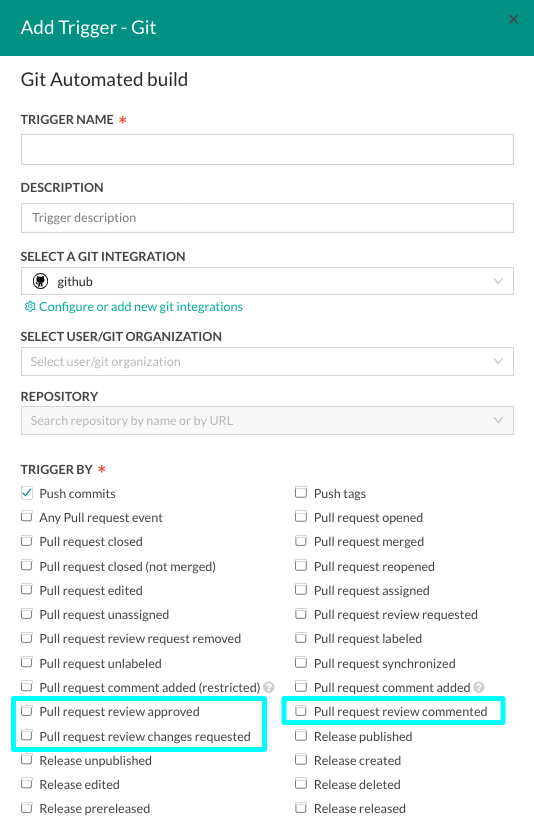 Add Trigger - Git
Git Automated build
TRIGGER NAME *
DESCRIPTION
Trigger description
SELECT A GIT INTEGRATION
github
Configure or add new git integrations
SELECT USER/GIT ORGANIZATION
Select user/git organization
REPOSITORY
Search repository by name or by URL
TRIGGER BY *
Push commits Push tags
Any Pull request event Pull request opened
Pull request closed Pull request merged
Pull request closed (not merged) Pull request reopened
Pull request edited Pull request assigned
Pull request unassigned Pull request review requested
Pull request review request removed Pull request labeled
Pull request unlabeled Pull request synchronized
Pull request comment added (restricted) ? Pull request comment added ?
Pull request review approved Pull request review commented
Pull request review changes requested Release published
Release unpublished Release created
Release edited Release deleted
Release prereleased Release released